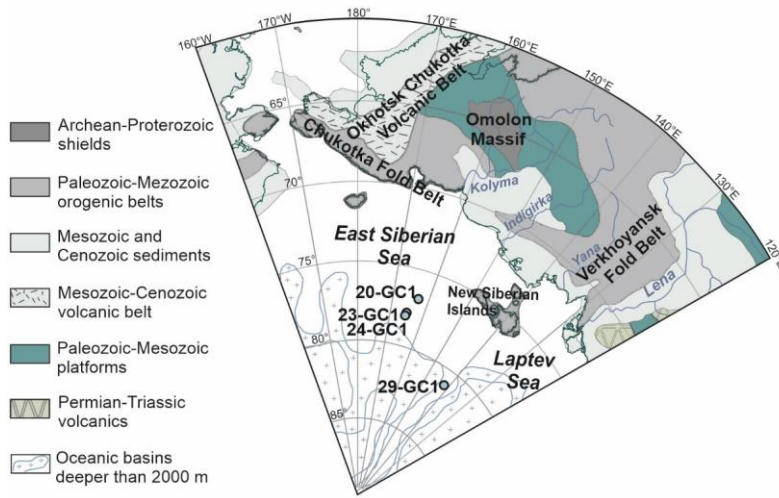 160°W
170°W
180°
170°E
160°E
150°E
140°E
130°E
120°E
65°
70°
75°
80°
85°
Okhotsk Chukotka
Volcanic Belt
Chukotka Fold Belt
Omolon
Massif
Kolyma
Indigirka
Yana
Verkhoyansk
Fold Belt
Lena
East Siberian
Sea
20-GC1
23-GC1
24-GC1
New Siberian
Islands
Laptev
Sea
29-GC1
Archean-Proterozoic
shields
Paleozoic-Mezozoic
orogenic belts
Mesozoic and
Cenozoic sediments
Mesozoic-Cenozoic
volcanic belt
Paleozoic-Mesozoic
platforms
Permian-Triassic
volcanics
Oceanic basins
deeper than 2000 m